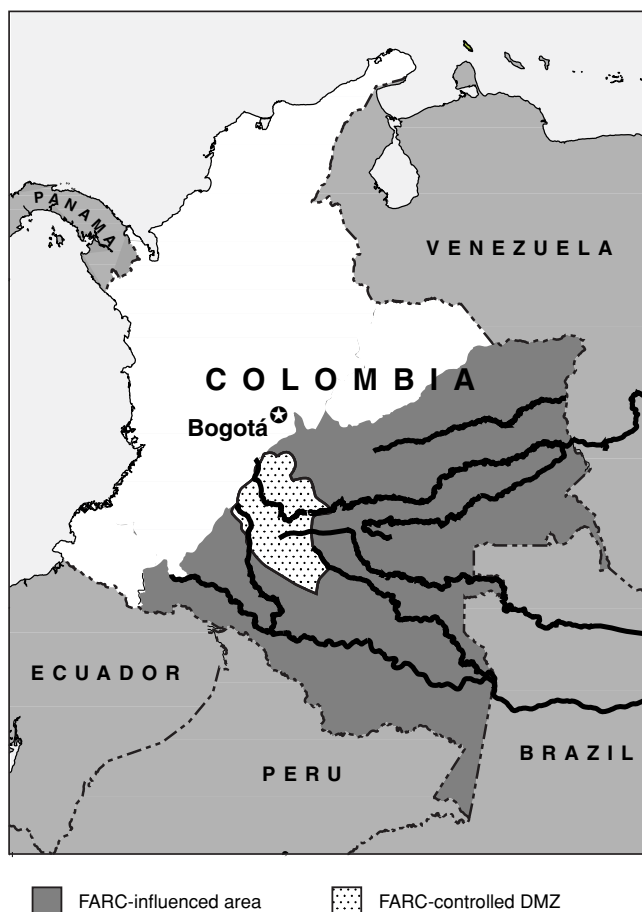 PANAMA
VENEZUELA
COLOMBIA
Bogotá
ECUADOR
PERU
BRAZIL
FARC-influenced area
FARC-controlled DMZ